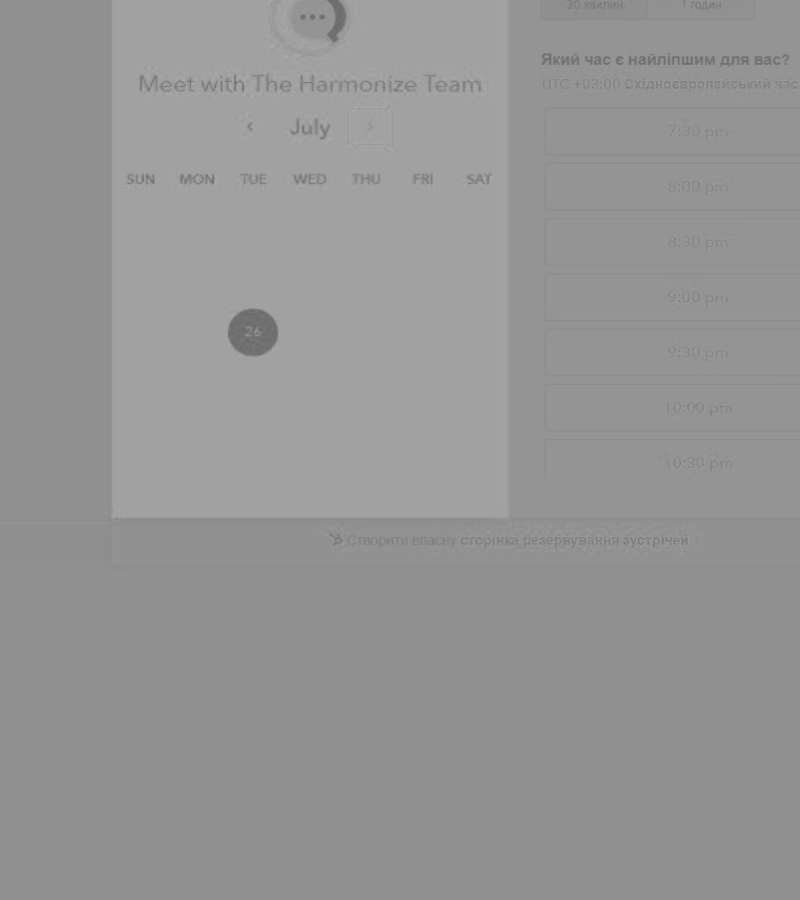 Meet with The Harmonize Team
July
SUN MON TUE WED THU FRI SAT
26
30 хвилин 1 годин
Який час є найліпшим для вас?
UTC +03:00 Східноєвропейський час
7:30 pm
8:00 pm
8:30 pm
9:00 pm
9:30 pm
10:00 pm
10:30 pm
Створити власну сторінка резервування зустрічей